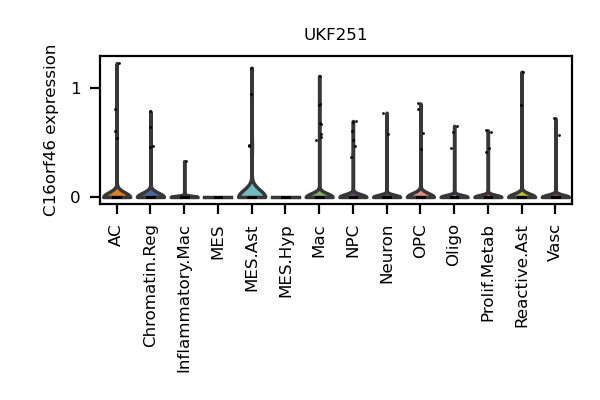 UKF251
C16orf46 expression
1
0
AC
Chromatin.Reg
Inflammatory.Mac
MES
MES.Ast
MES.Hyp
Mac
NPC
Neuron
OPC
Oligo
Prolif.Metab
Reactive.Ast
Vasc